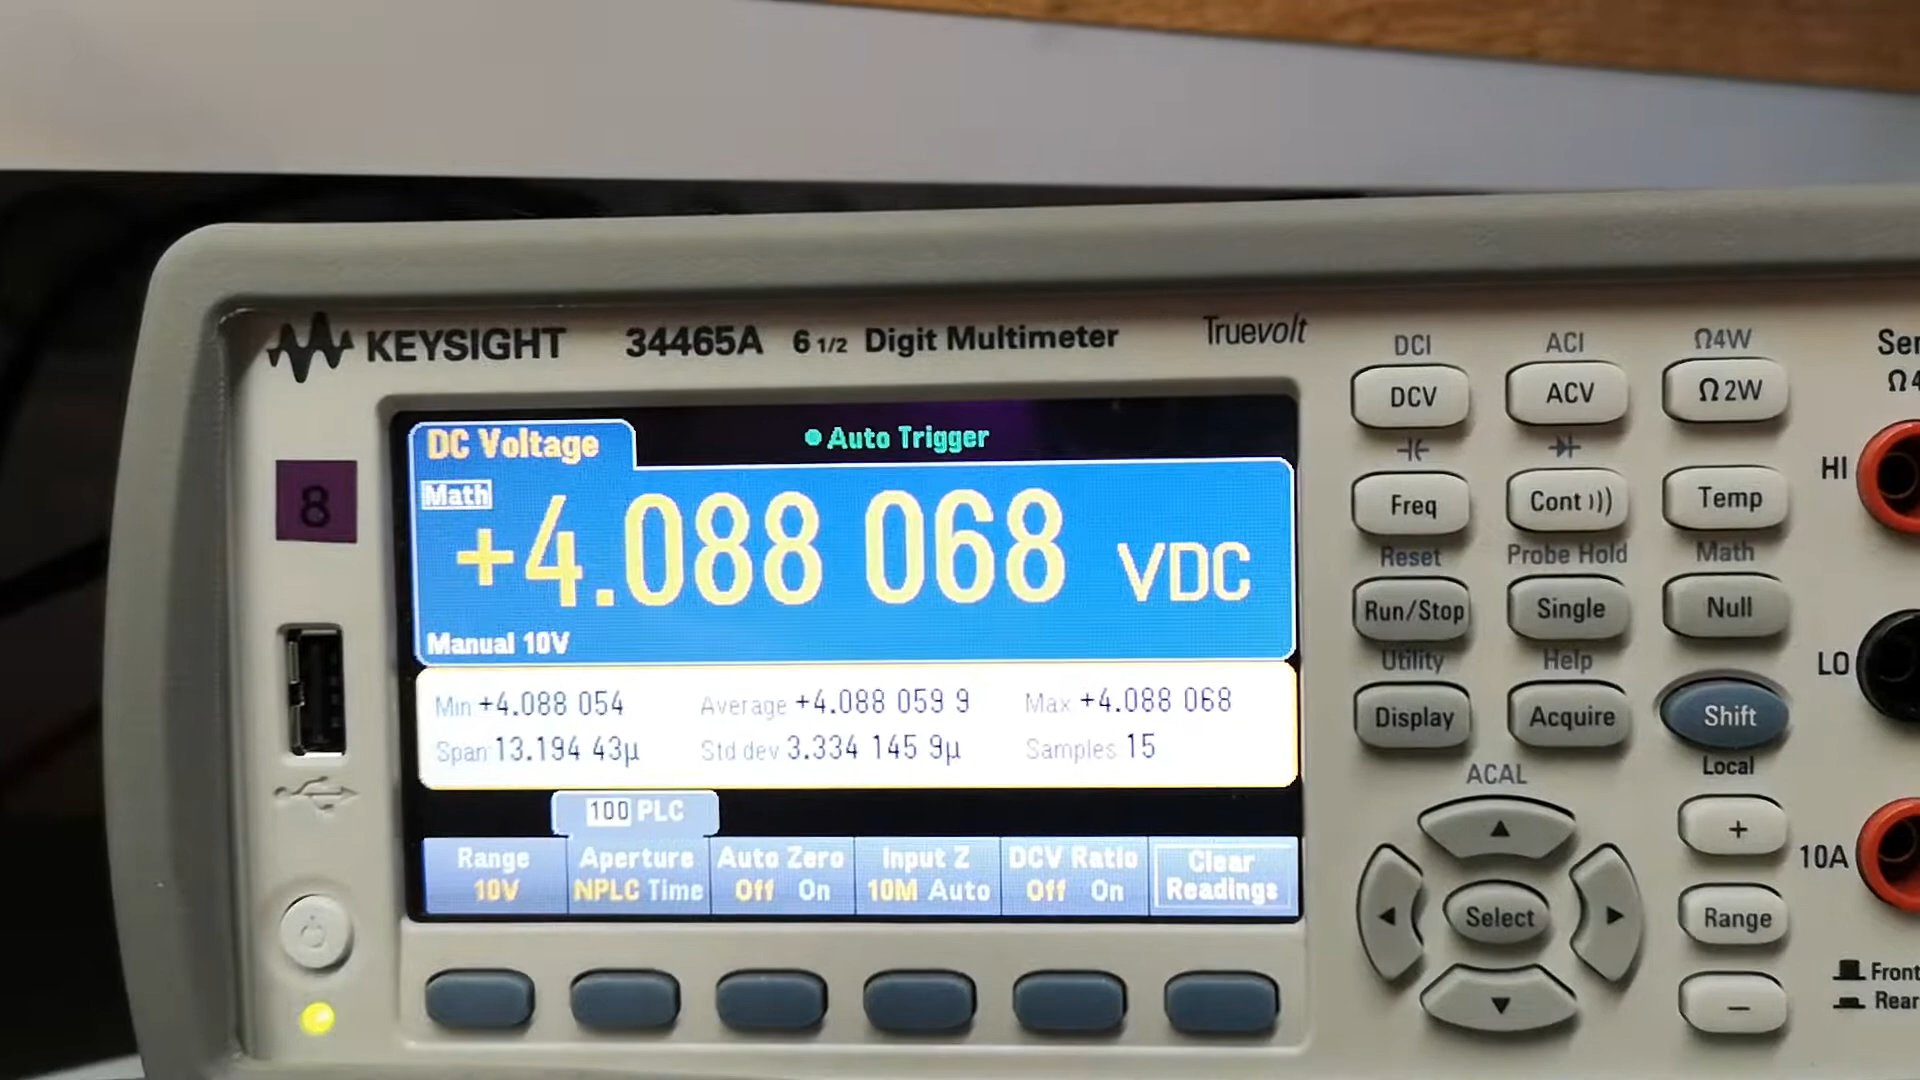 KEYSIGHT 34465A 6 1/2 Digit Multimeter Truevolt
DC Voltage
Auto Trigger
Math
+4.088 068 VDC
Manual 10V
Min +4.088 054 Average +4.088 059 9 Max +4.088 068
Span 13.194 43µ Std dev 3.334 145 9µ Samples 15
100 PLC
Range Aperture Auto Zero Input Z DCV Ratio Clear
10V NPLC Time Off On 10M Auto Off On Readings
8
DCI ACI Ω4W
DCV ACV Ω2W
Freq Cont Temp
Reset Probe Hold Math
Run/Stop Single Null
Utility Help
Display Acquire Shift
Local
ACAL
+
Select Range
−
Ω4
HI
LO
10A
Front
Rear